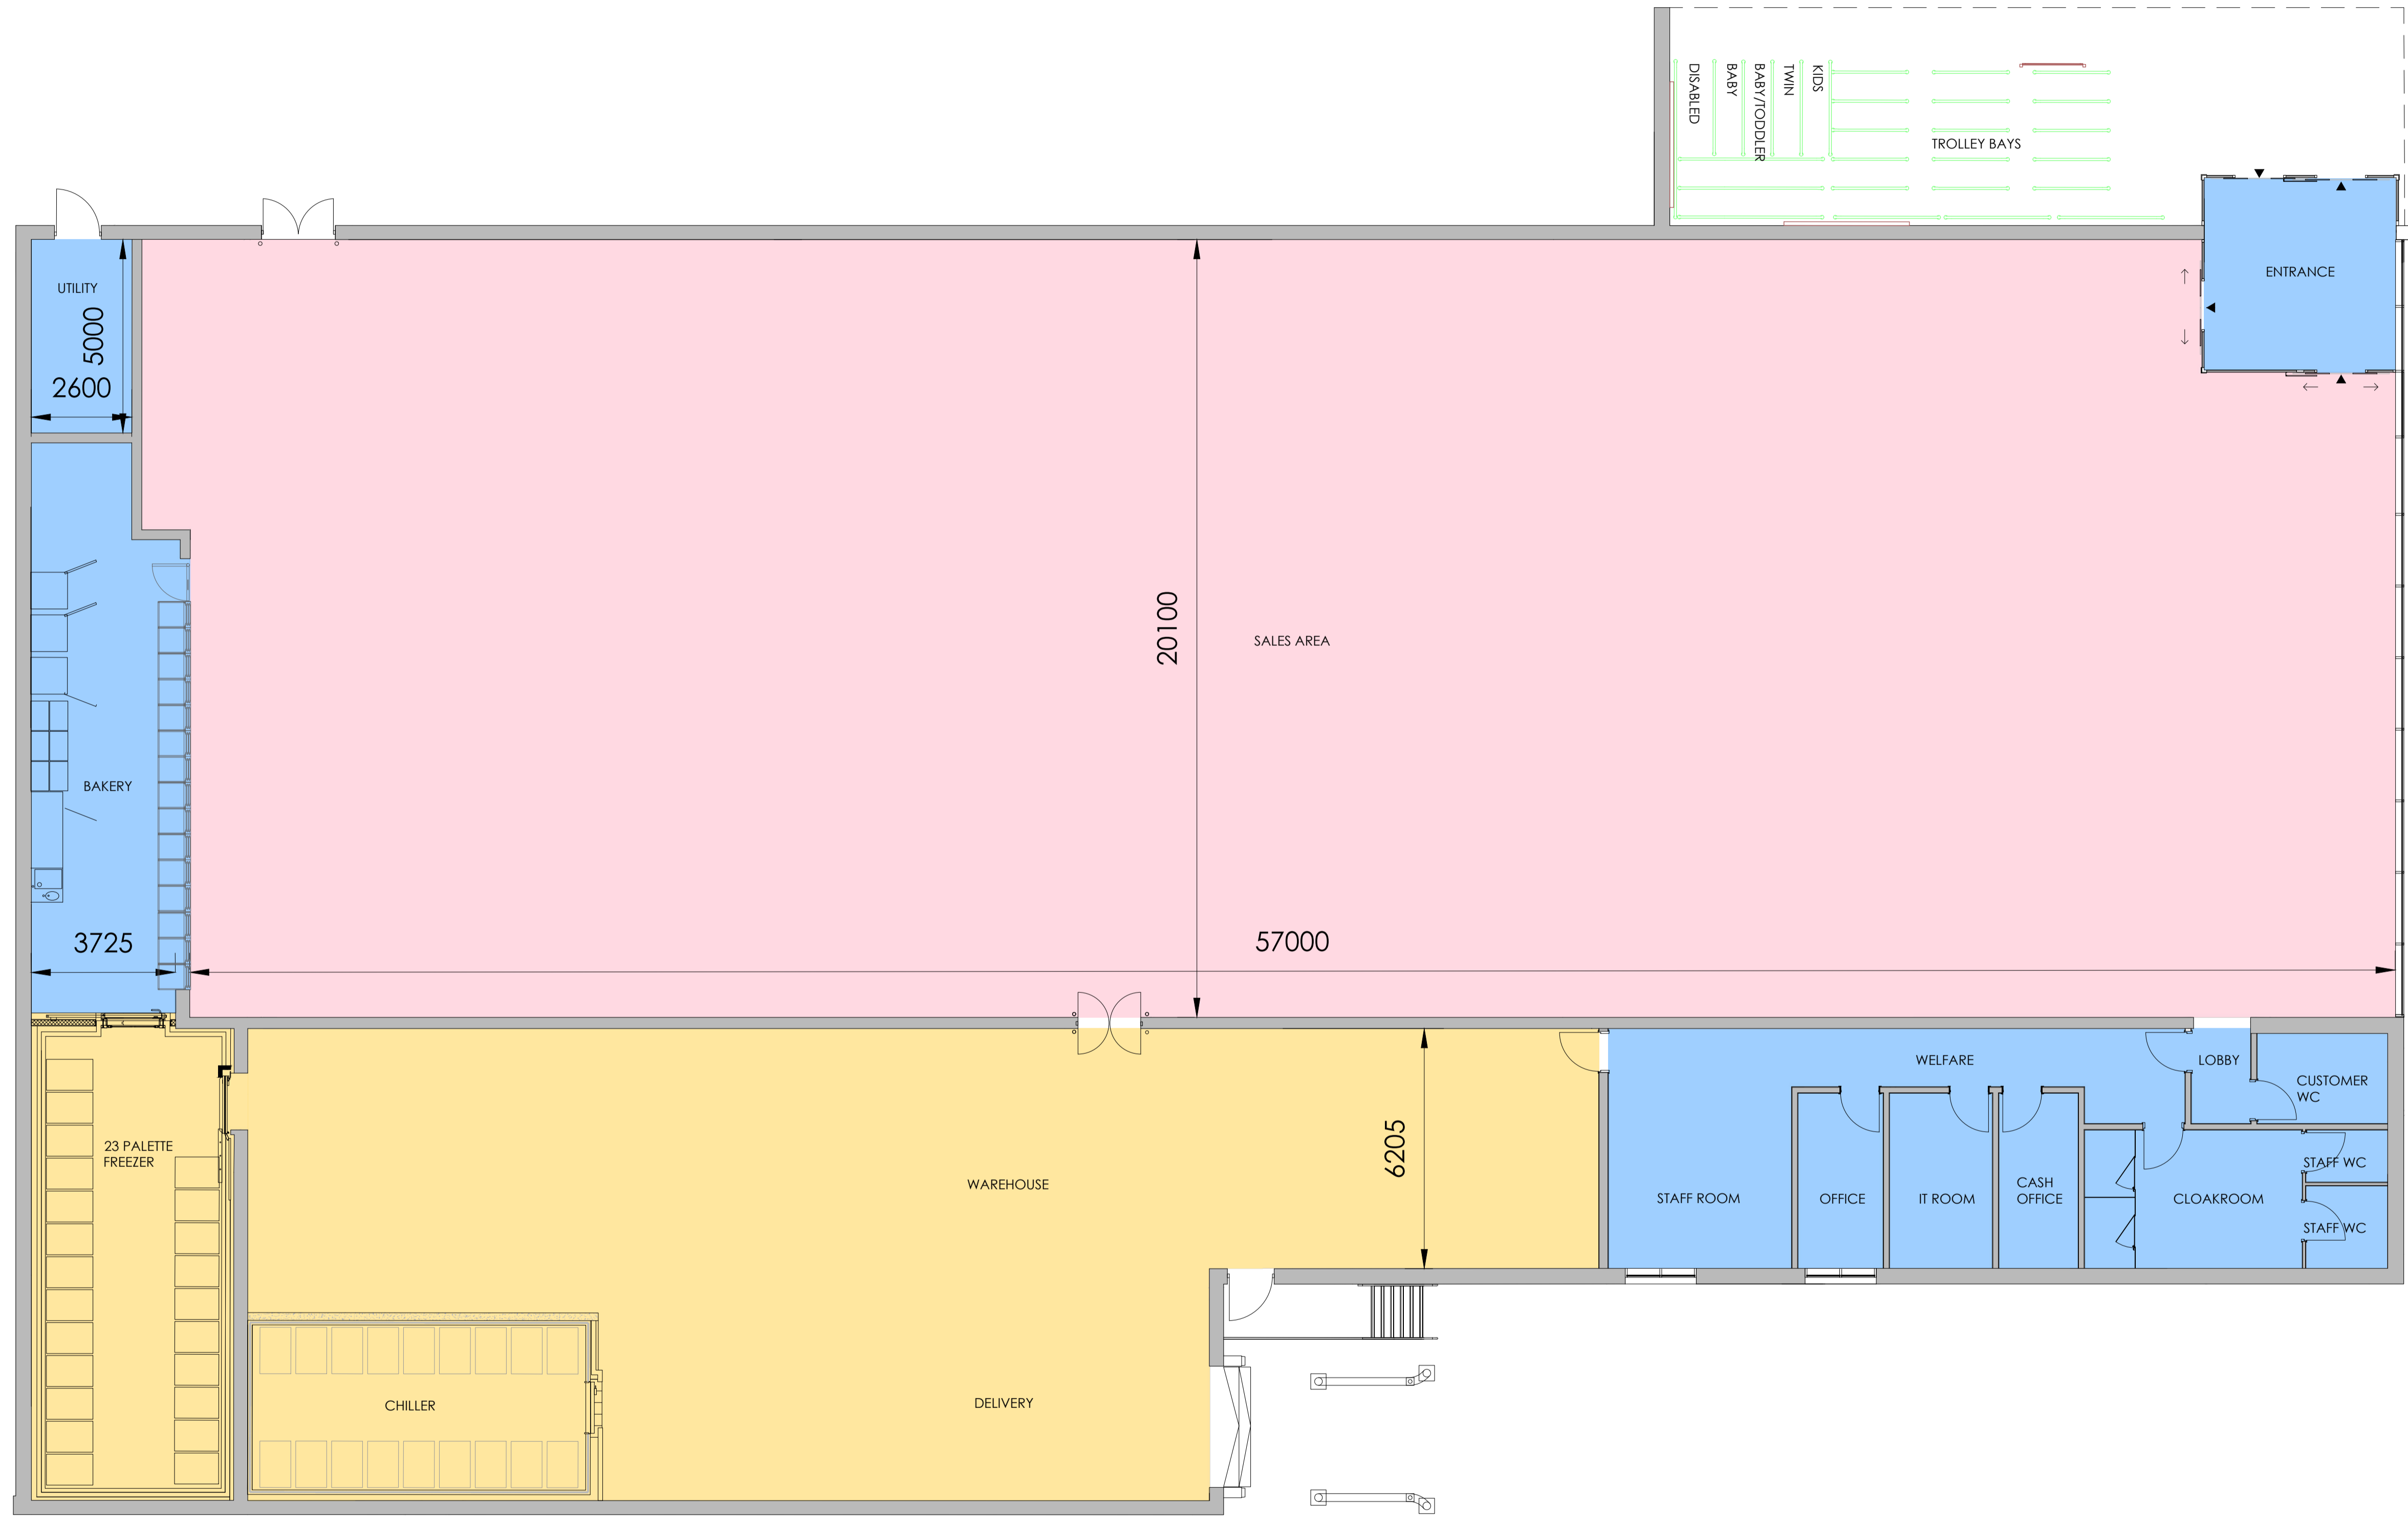 DISABLED
BABY
BABY/TODDLER
TWIN
KIDS
TROLLEY BAYS
ENTRANCE
UTILITY
5000
2600
20100
SALES AREA
BAKERY
3725
57000
WELFARE
LOBBY
CUSTOMER
WC
6205
23 PALETTE
FREEZER
WAREHOUSE
STAFF ROOM
OFFICE
IT ROOM
CASH
OFFICE
CLOAKROOM
STAFF WC
STAFF WC
CHILLER
DELIVERY